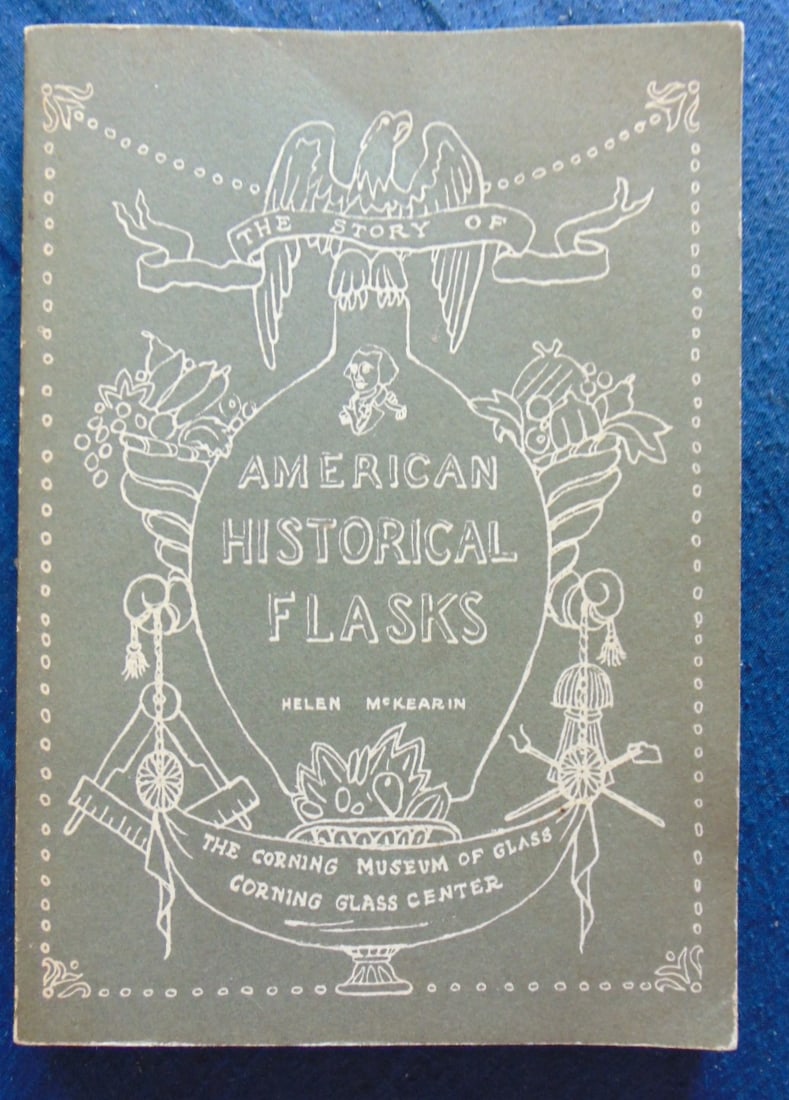 THE STORY OF
AMERICAN
HISTORICAL
FLASKS
HELEN McKEARIN
THE CORNING MUSEUM OF GLASS
CORNING GLASS CENTER